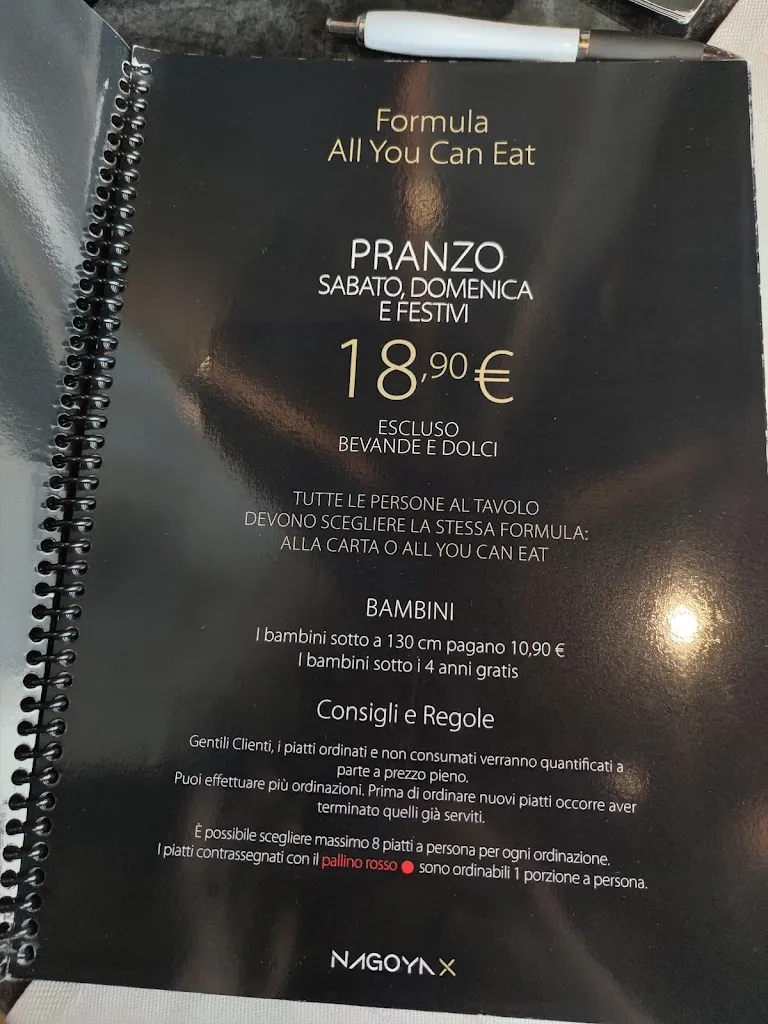 Formula
All You Can Eat
PRANZO
SABATO, DOMENICA
E FESTIVI
18,90 €
ESCLUSO
BEVANDE E DOLCI
TUTTE LE PERSONE AL TAVOLO
DEVONO SCEGLIERE LA STESSA FORMULA:
ALLA CARTA O ALL YOU CAN EAT
BAMBINI
I bambini sotto a 130 cm pagano 10,90 €
I bambini sotto i 4 anni gratis
Consigli e Regole
Gentili Clienti, i piatti ordinati e non consumati verranno quantificati a
parte a prezzo pieno.
Puoi effettuare più ordinazioni. Prima di ordinare nuovi piatti occorre aver
terminato quelli già serviti.
È possibile scegliere massimo 8 piatti a persona per ogni ordinazione.
I piatti contrassegnati con il pallino rosso ● sono ordinabili 1 porzione a persona.
NAGOYA X